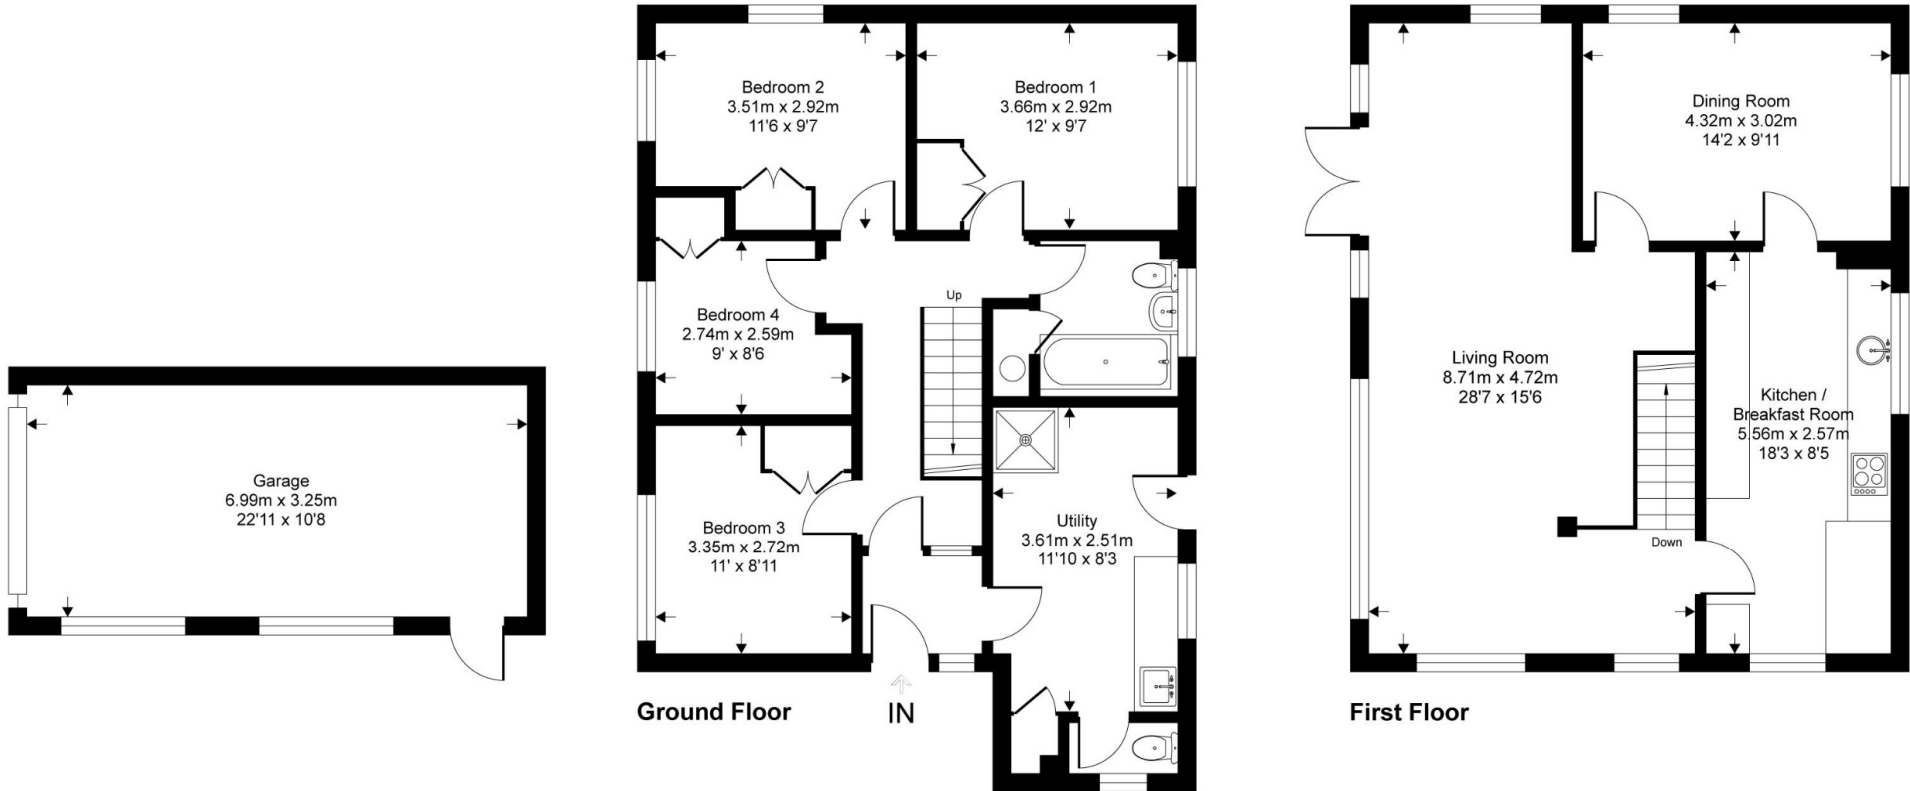 Garage
6.99m x 3.25m
22'11 x 10'8
Bedroom 2
3.51m x 2.92m
11'6 x 9'7
Bedroom 1
3.66m x 2.92m
12' x 9'7
Bedroom 4
2.74m x 2.59m
9' x 8'6
Up
Bedroom 3
3.35m x 2.72m
11' x 8'11
Utility
3.61m x 2.51m
11'10 x 8'3
Ground Floor
IN
Dining Room
4.32m x 3.02m
14'2 x 9'11
Living Room
8.71m x 4.72m
28'7 x 15'6
Kitchen /
Breakfast Room
5.56m x 2.57m
18'3 x 8'5
Down
First Floor